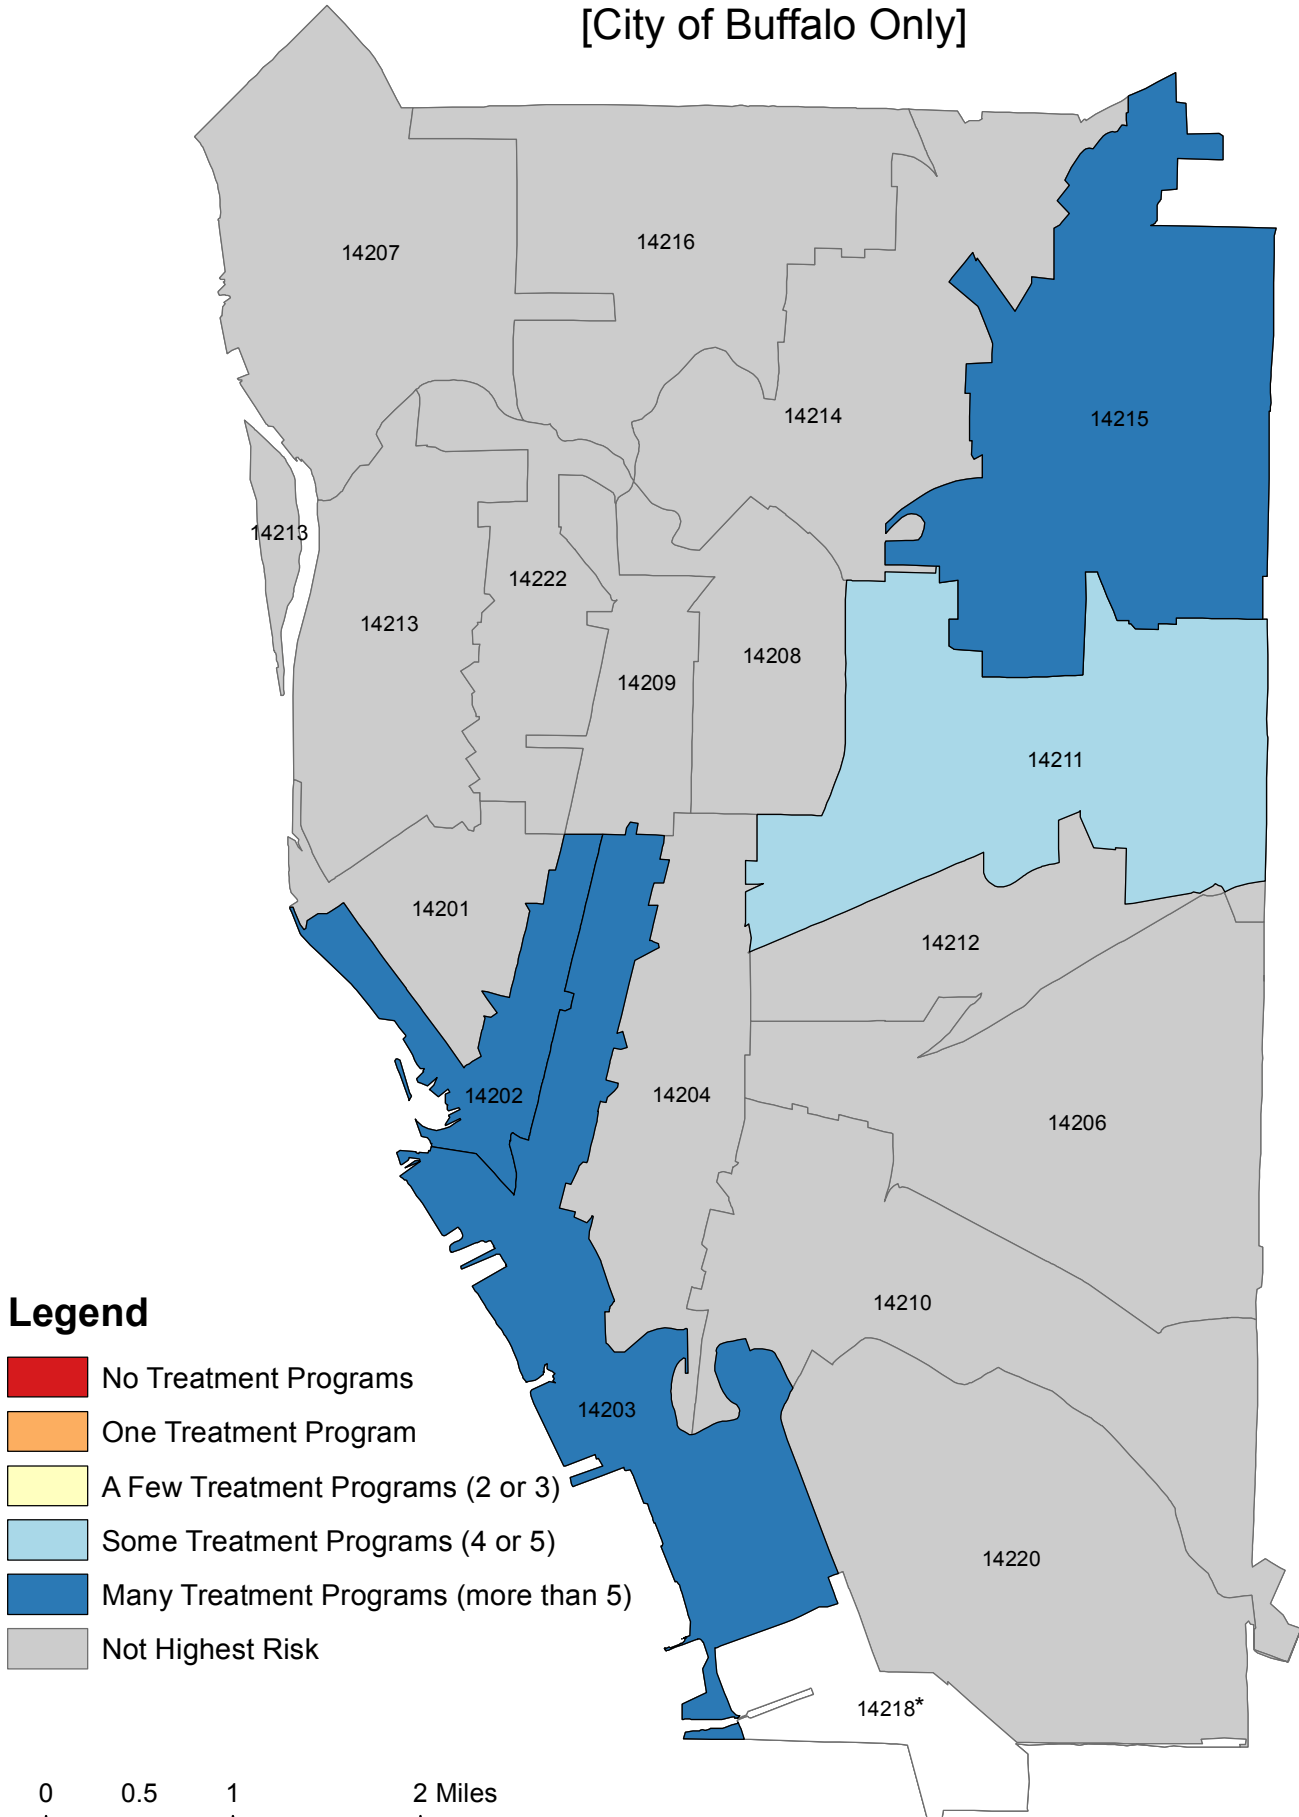 [City of Buffalo Only]
14207
14216
14214
14215
14213
14222
14213
14208
14209
14211
14201
14212
14202
14204
14206
14210
14203
14220
14218*
Legend
No Treatment Programs
One Treatment Program
A Few Treatment Programs (2 or 3)
Some Treatment Programs (4 or 5)
Many Treatment Programs (more than 5)
Not Highest Risk
0 0.5 1 2 Miles